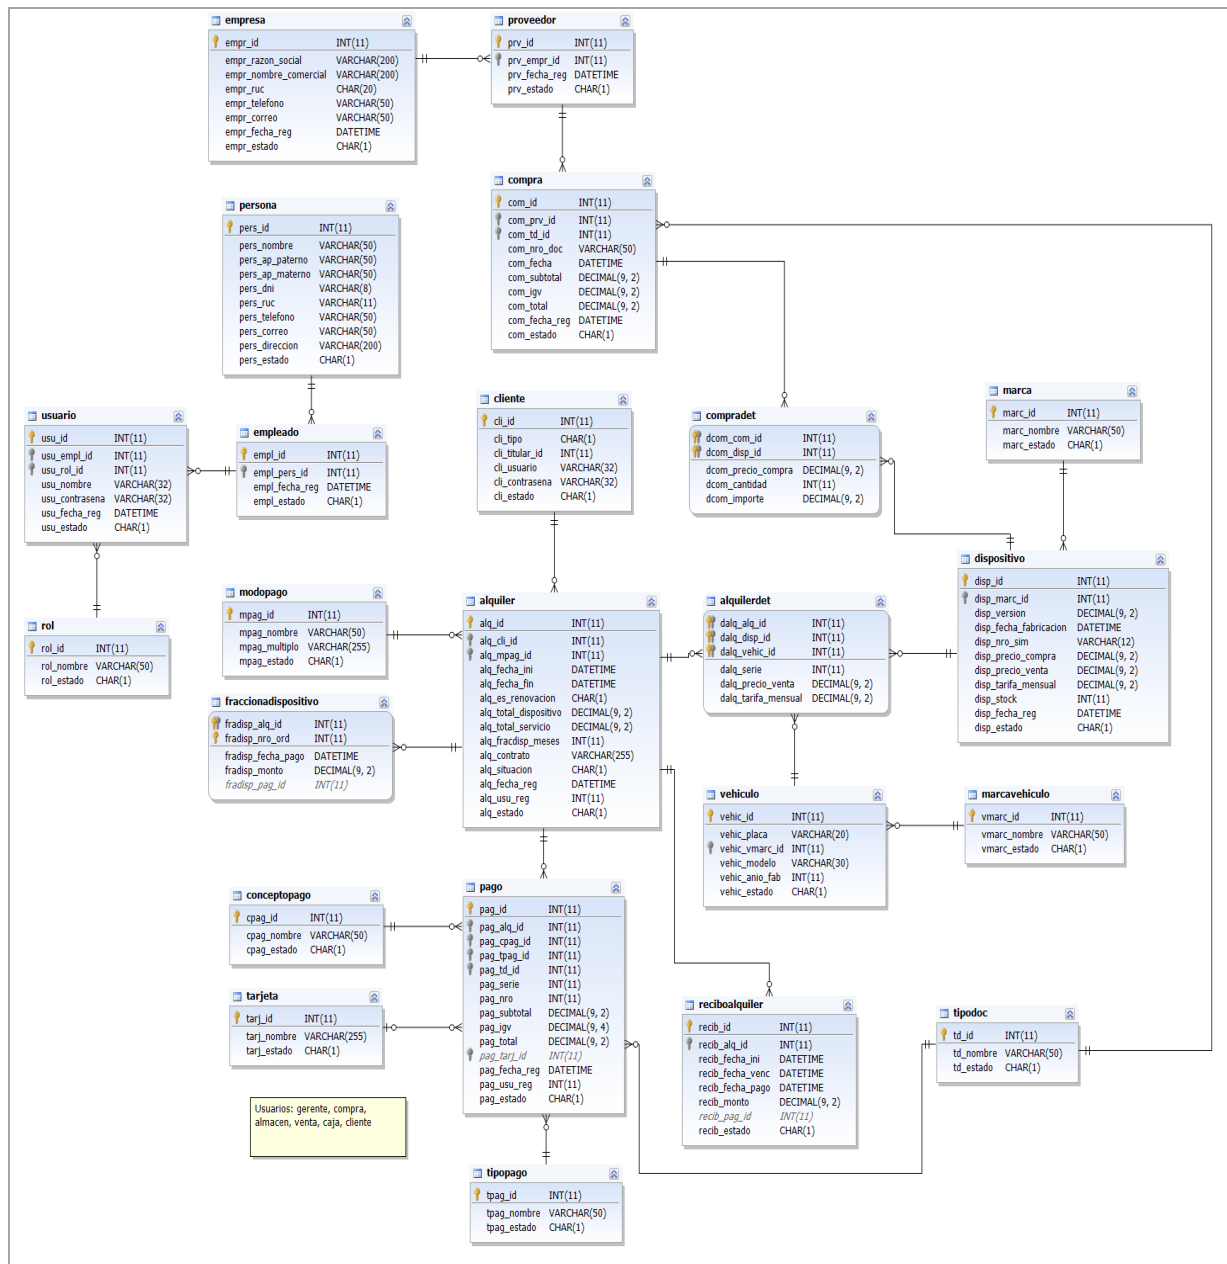 empresa
empr_id INT(11)
empr_razon_social VARCHAR(200)
empr_nombre_comercial VARCHAR(200)
empr_ruc CHAR(20)
empr_telefono VARCHAR(50)
empr_correo VARCHAR(50)
empr_fecha_reg DATETIME
empr_estado CHAR(1)
proveedor
prv_id INT(11)
prv_empr_id INT(11)
prv_fecha_reg DATETIME
prv_estado CHAR(1)
compra
com_id INT(11)
com_prv_id INT(11)
com_td_id INT(11)
com_nro_doc VARCHAR(50)
com_fecha DATETIME
com_subtotal DECIMAL(9, 2)
com_igv DECIMAL(9, 2)
com_total DECIMAL(9, 2)
com_fecha_reg DATETIME
com_estado CHAR(1)
persona
pers_id INT(11)
pers_nombre VARCHAR(50)
pers_ap_paterno VARCHAR(50)
pers_ap_materno VARCHAR(50)
pers_dni VARCHAR(8)
pers_ruc VARCHAR(11)
pers_telefono VARCHAR(50)
pers_correo VARCHAR(50)
pers_direccion VARCHAR(200)
pers_estado CHAR(1)
usuario
usu_id INT(11)
usu_empl_id INT(11)
usu_rol_id INT(11)
usu_nombre VARCHAR(32)
usu_contrasena VARCHAR(32)
usu_fecha_reg DATETIME
usu_estado CHAR(1)
empleado
empl_id INT(11)
empl_pers_id INT(11)
empl_fecha_reg DATETIME
empl_estado CHAR(1)
cliente
cli_id INT(11)
cli_tipo CHAR(1)
cli_titular_id INT(11)
cli_usuario VARCHAR(32)
cli_contrasena VARCHAR(32)
cli_estado CHAR(1)
compradet
dcom_com_id INT(11)
dcom_disp_id INT(11)
dcom_precio_compra DECIMAL(9, 2)
dcom_cantidad INT(11)
dcom_importe DECIMAL(9, 2)
marca
marc_id INT(11)
marc_nombre VARCHAR(50)
marc_estado CHAR(1)
dispositivo
disp_id INT(11)
disp_marc_id INT(11)
disp_version DECIMAL(9, 2)
disp_fecha_fabricacion DATETIME
disp_nro_sim VARCHAR(12)
disp_precio_compra DECIMAL(9, 2)
disp_precio_venta DECIMAL(9, 2)
disp_tarifa_mensual DECIMAL(9, 2)
disp_stock INT(11)
disp_fecha_reg DATETIME
disp_estado CHAR(1)
rol
rol_id INT(11)
rol_nombre VARCHAR(50)
rol_estado CHAR(1)
modopago
mpag_id INT(11)
mpag_nombre VARCHAR(50)
mpag_multiplo VARCHAR(255)
mpag_estado CHAR(1)
fraccionadispositivo
fradisp_alq_id INT(11)
fradisp_nro_ord INT(11)
fradisp_fecha_pago DATETIME
fradisp_monto DECIMAL(9, 2)
fradisp_pag_id INT(11)
alquiler
alq_id INT(11)
alq_cli_id INT(11)
alq_mpag_id INT(11)
alq_fecha_ini DATETIME
alq_fecha_fin DATETIME
alq_es_renovacion CHAR(1)
alq_total_dispositivo DECIMAL(9, 2)
alq_total_servicio DECIMAL(9, 2)
alq_fracdisp_meses INT(11)
alq_contrato VARCHAR(255)
alq_situacion CHAR(1)
alq_fecha_reg DATETIME
alq_usu_reg INT(11)
alq_estado CHAR(1)
alquilerdet
dalq_alq_id INT(11)
dalq_disp_id INT(11)
dalq_vehic_id INT(11)
dalq_serie INT(11)
dalq_precio_venta DECIMAL(9, 2)
dalq_tarifa_mensual DECIMAL(9, 2)
vehiculo
vehic_id INT(11)
vehic_placa VARCHAR(20)
vehic_vmarc_id INT(11)
vehic_modelo VARCHAR(30)
vehic_anio_fab INT(11)
vehic_estado CHAR(1)
marcavehiculo
vmarc_id INT(11)
vmarc_nombre VARCHAR(50)
vmarc_estado CHAR(1)
conceptopago
cpag_id INT(11)
cpag_nombre VARCHAR(50)
cpag_estado CHAR(1)
tarjeta
tarj_id INT(11)
tarj_nombre VARCHAR(255)
tarj_estado CHAR(1)
pago
pag_id INT(11)
pag_alq_id INT(11)
pag_cpag_id INT(11)
pag_tpag_id INT(11)
pag_td_id INT(11)
pag_serie INT(11)
pag_nro INT(11)
pag_subtotal DECIMAL(9, 2)
pag_igv DECIMAL(9, 4)
pag_total DECIMAL(9, 2)
pag_tarj_id INT(11)
pag_fecha_reg DATETIME
pag_usu_reg INT(11)
pag_estado CHAR(1)
reciboalquiler
recib_id INT(11)
recib_alq_id INT(11)
recib_fecha_ini DATETIME
recib_fecha_venc DATETIME
recib_fecha_pago DATETIME
recib_monto DECIMAL(9, 2)
recib_pag_id INT(11)
recib_estado CHAR(1)
tipodoc
td_id INT(11)
td_nombre VARCHAR(50)
td_estado CHAR(1)
Usuarios: gerente, compra,
almacen, venta, caja, cliente
tipopago
tpag_id INT(11)
tpag_nombre VARCHAR(50)
tpag_estado CHAR(1)